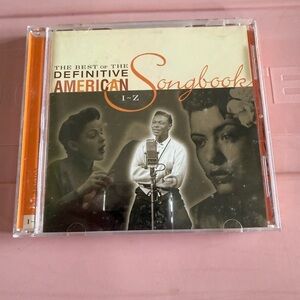 THE BEST OF THE
DEFINITIVE
AMERICAN
Songbook
I-Z